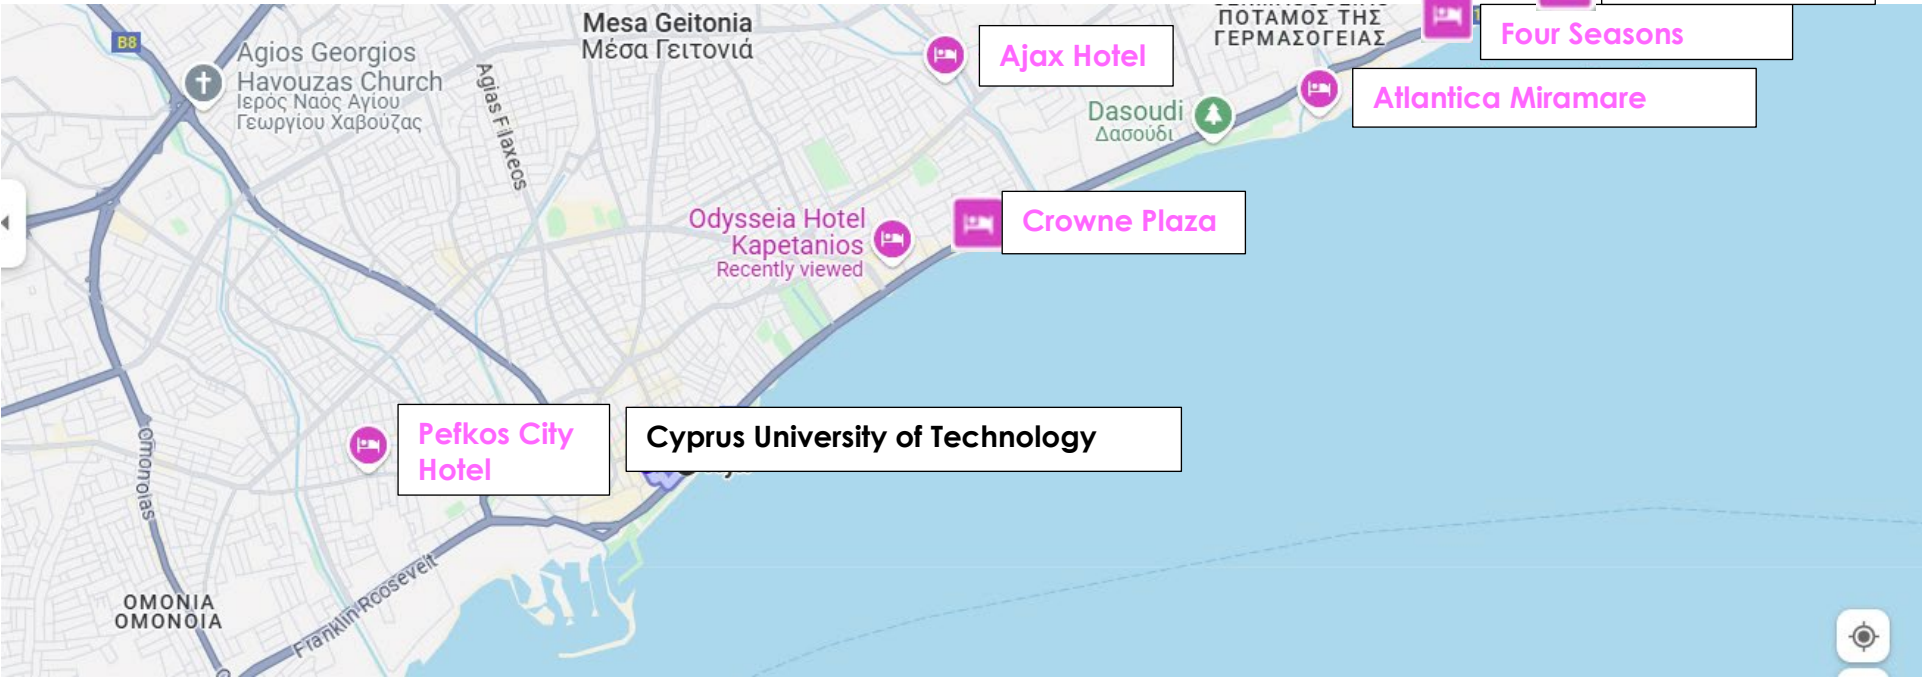 Mesa Geitonia
Μέσα Γειτονιά
B8
Agios Georgios
Havouzas Church
Ιερός Ναός Αγίου
Γεωργίου Χαβούζας
Agias Filaxeos
Ajax Hotel
ΠΟΤΑΜΟΣ ΤΗΣ
ΓΕΡΜΑΣΟΓΕΙΑΣ
Four Seasons
Atlantica Miramare
Dasoudi
Δασούδι
Odysseia Hotel
Kapetanios
Recently viewed
Crowne Plaza
Pefkos City
Hotel
Cyprus University of Technology
Omonoias
Franklin Roosevelt
OMONIA
ΟΜΟΝΟΙΑ